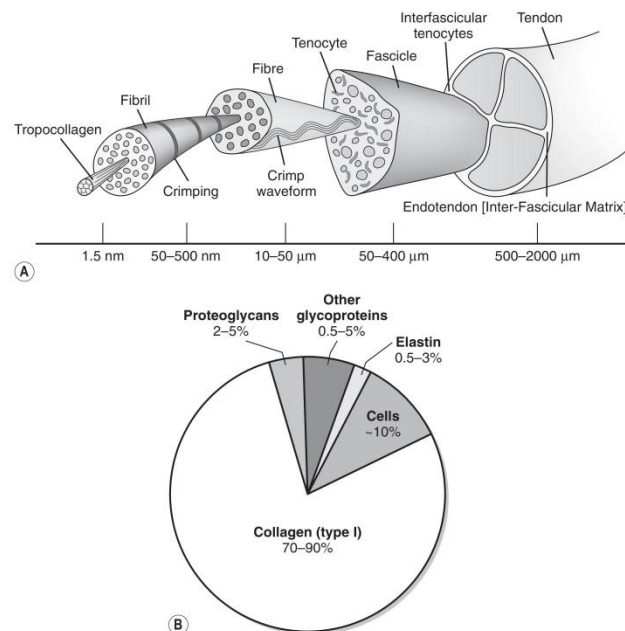 Interfascicular
tenocytes
Tendon
Tenocyte
Fascicle
Fibre
Fibril
Tropocollagen
Crimping
Crimp
waveform
Endotendon [Inter-Fascicular Matrix]
A
1.5 nm
50–500 nm
10–50 µm
50–400 µm
500–2000 µm
Proteoglycans
2–5%
Other
glycoproteins
0.5–5%
Elastin
0.5–3%
Cells
~10%
Collagen (type I)
70–90%
B